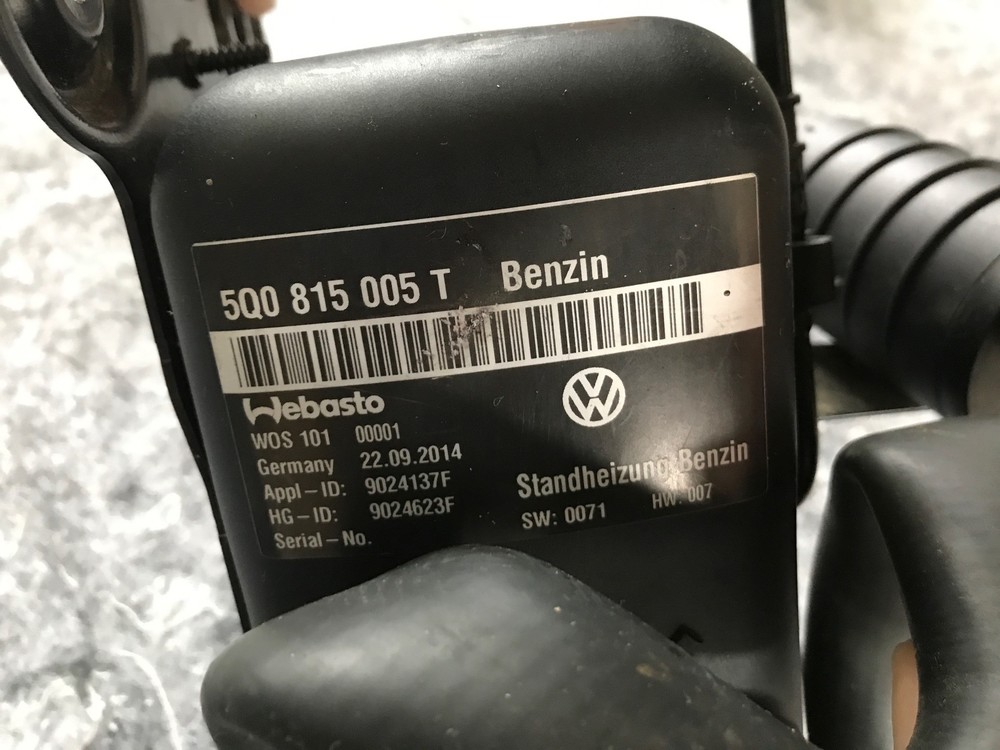 5Q0 815 005 T Benzin
Webasto
WOS 101 00001
Germany 22.09.2014
Appl-ID: 9024137F
HG-ID: 9024623F
Serial-No.
VW
Standheizung Benzin
SW: 0071 HW: 007